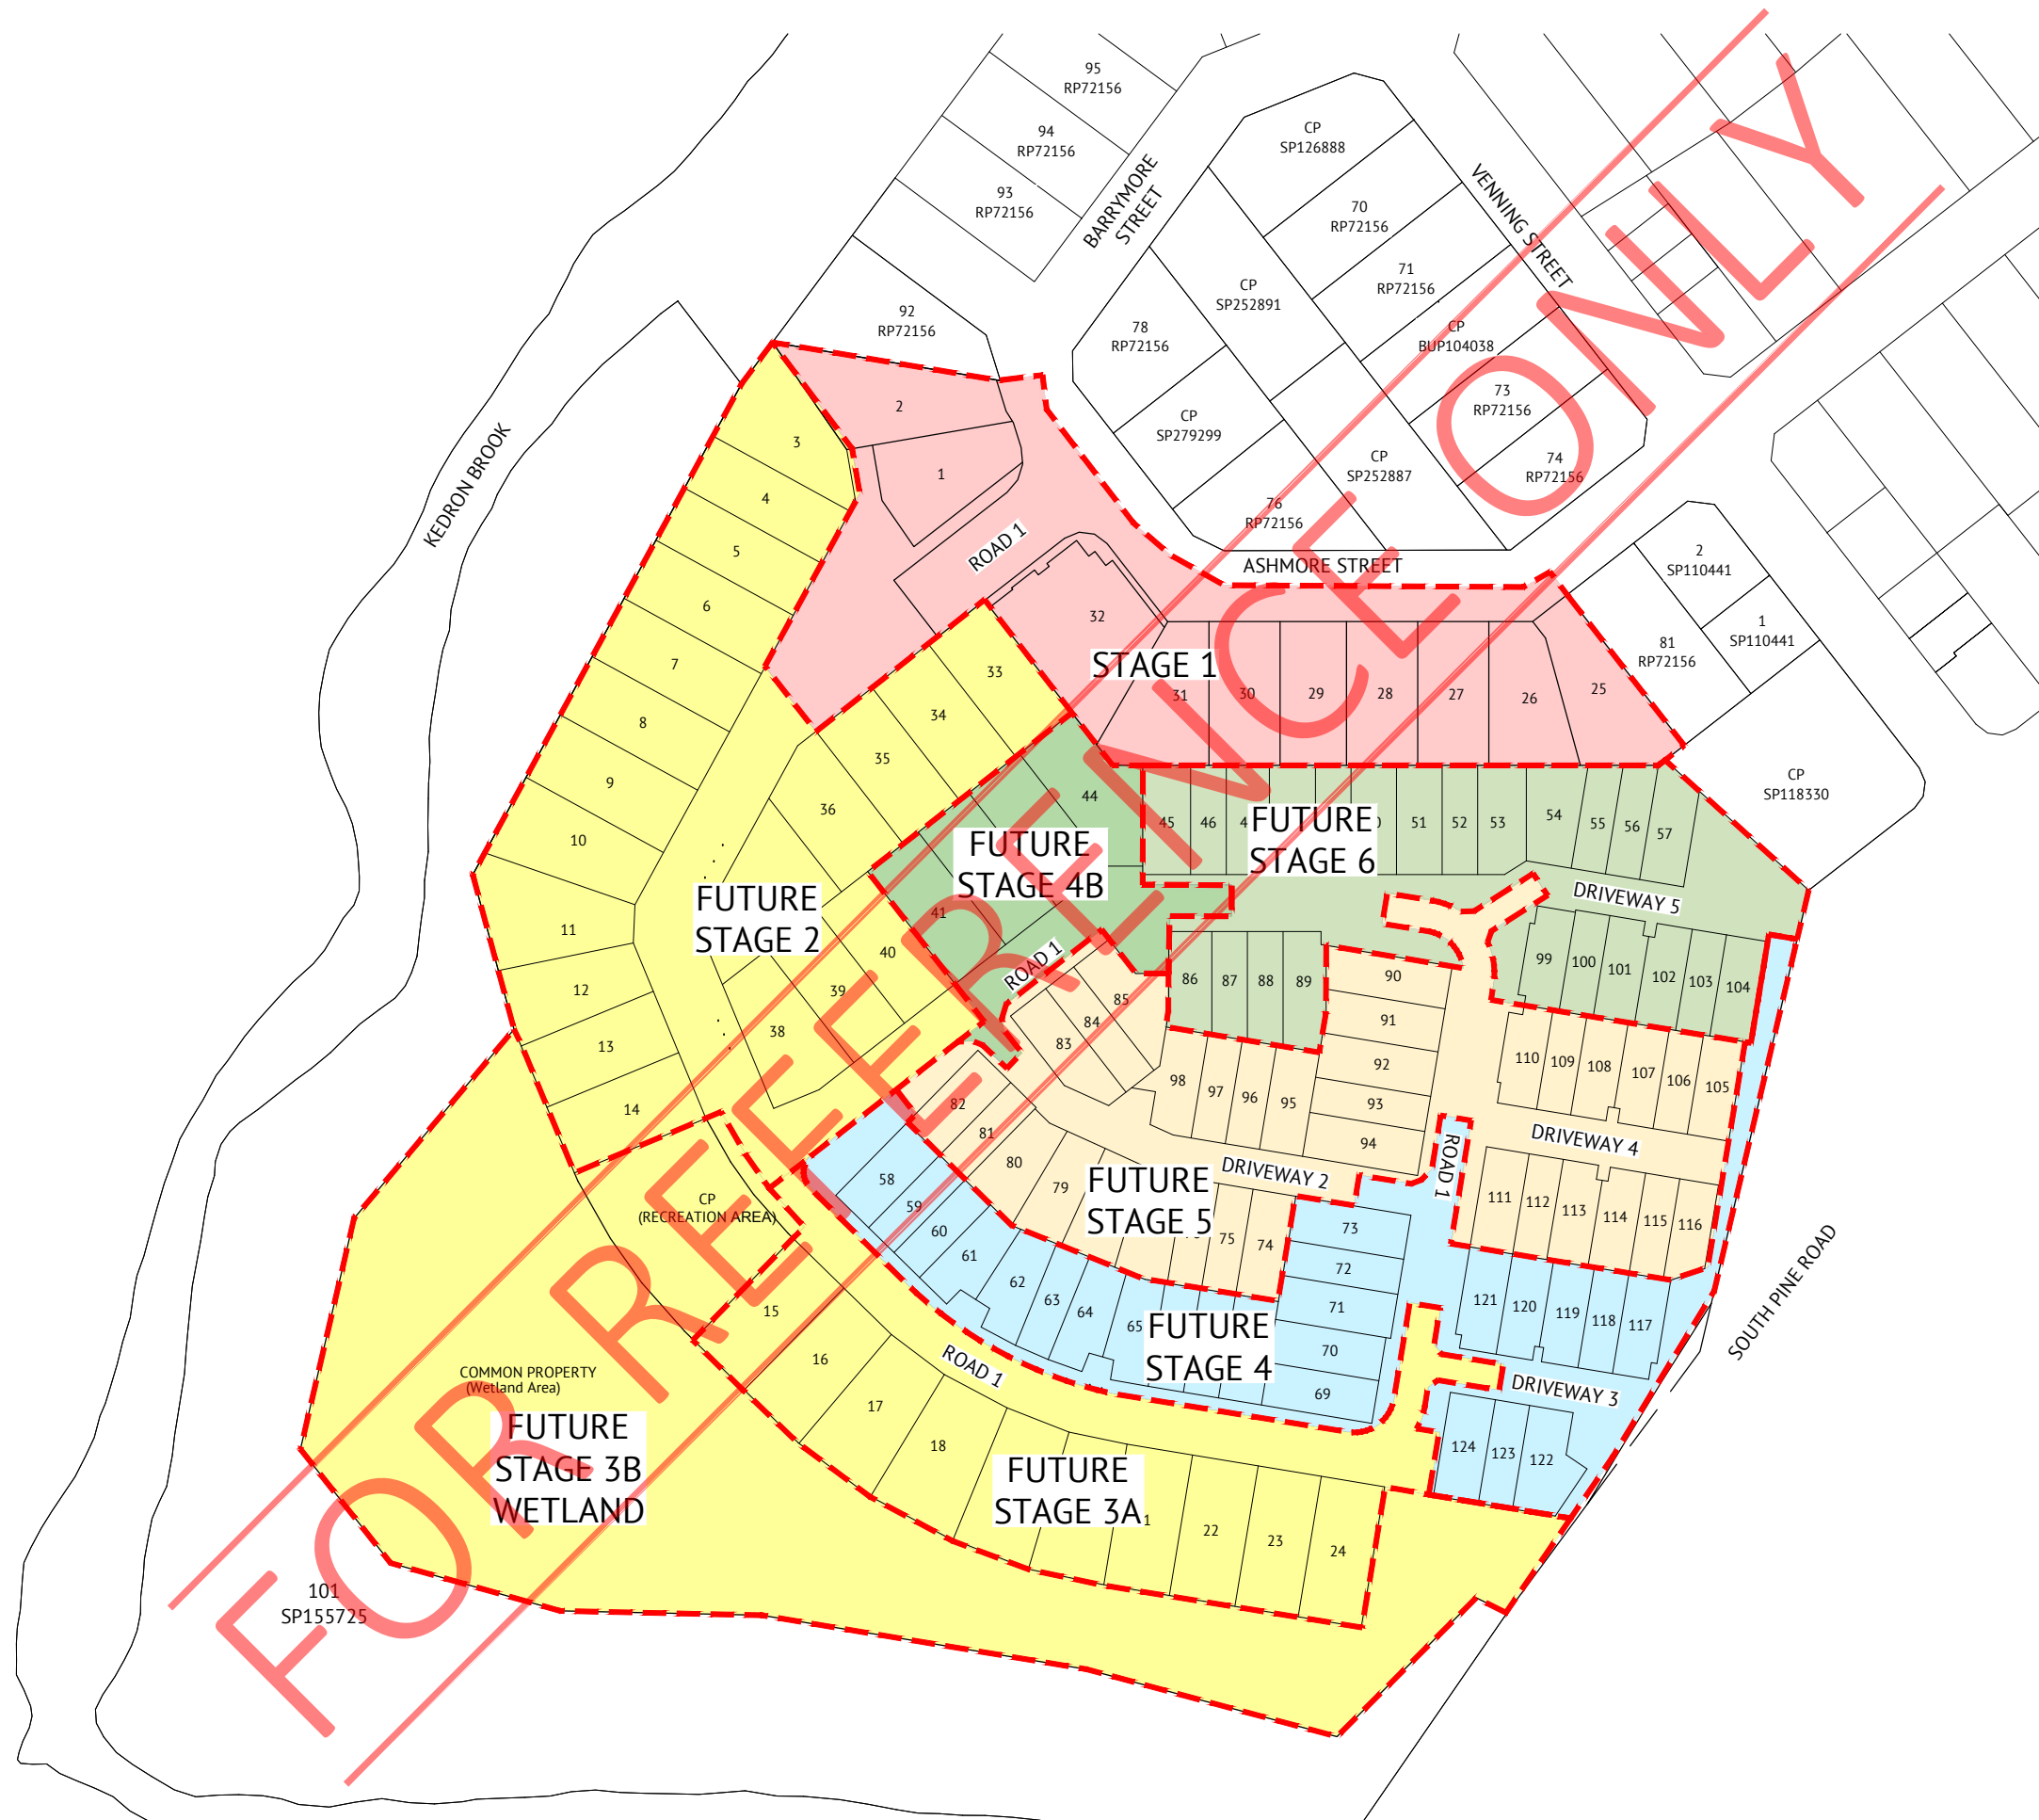 95
RP72156
94
RP72156
93
RP72156
92
RP72156
BARRYMORE
STREET
CP
SP126888
70
RP72156
71
RP72156
CP
BUP104038
73
RP72156
74
RP72156
VENNING STREET
CP
SP252891
78
RP72156
CP
SP279299
CP
SP252887
76
RP72156
ASHMORE STREET
2
SP110441
1
SP110441
81
RP72156
CP
SP118330
KEDRON BROOK
2
1
ROAD 1
32
STAGE 1
31
30
29
28
27
26
25
3
4
5
6
7
8
9
10
11
12
13
14
33
34
35
36
38
39
40
FUTURE
STAGE 2
41
44
FUTURE
STAGE 4B
ROAD 1
45
46
51
52
53
54
55
56
57
FUTURE
STAGE 6
DRIVEWAY 5
86
87
88
89
99
100
101
102
103
104
90
91
92
93
94
95
96
97
98
85
84
83
82
81
80
79
75
74
FUTURE
STAGE 5
DRIVEWAY 2
110
109
108
107
106
105
DRIVEWAY 4
ROAD 1
111
112
113
114
115
116
58
59
60
61
62
63
64
65
73
72
71
70
69
FUTURE
STAGE 4
121
120
119
118
117
DRIVEWAY 3
124
123
122
SOUTH PINE ROAD
CP
(RECREATION AREA)
15
16
17
18
22
23
24
ROAD 1
FUTURE
STAGE 3A
COMMON PROPERTY
(Wetland Area)
FUTURE
STAGE 3B
WETLAND
101
SP155725
FOR REFERENCE ONLY